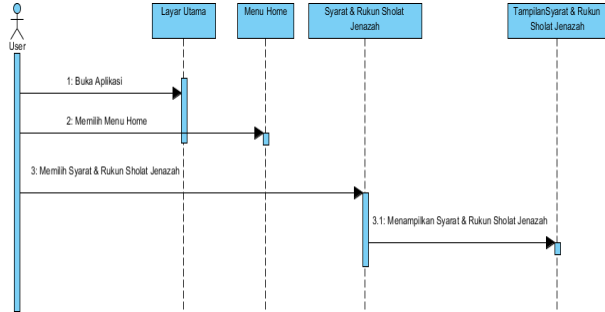 Layar Utama
Menu Home
Syarat & Rukun Sholat
Jenazah
TampilanSyarat & Rukun
Sholat Jenazah
User
1: Buka Aplikasi
2: Memilih Menu Home
3: Memilih Syarat & Rukun Sholat Jenazah
3.1: Menampilkan Syarat & Rukun Sholat Jenazah